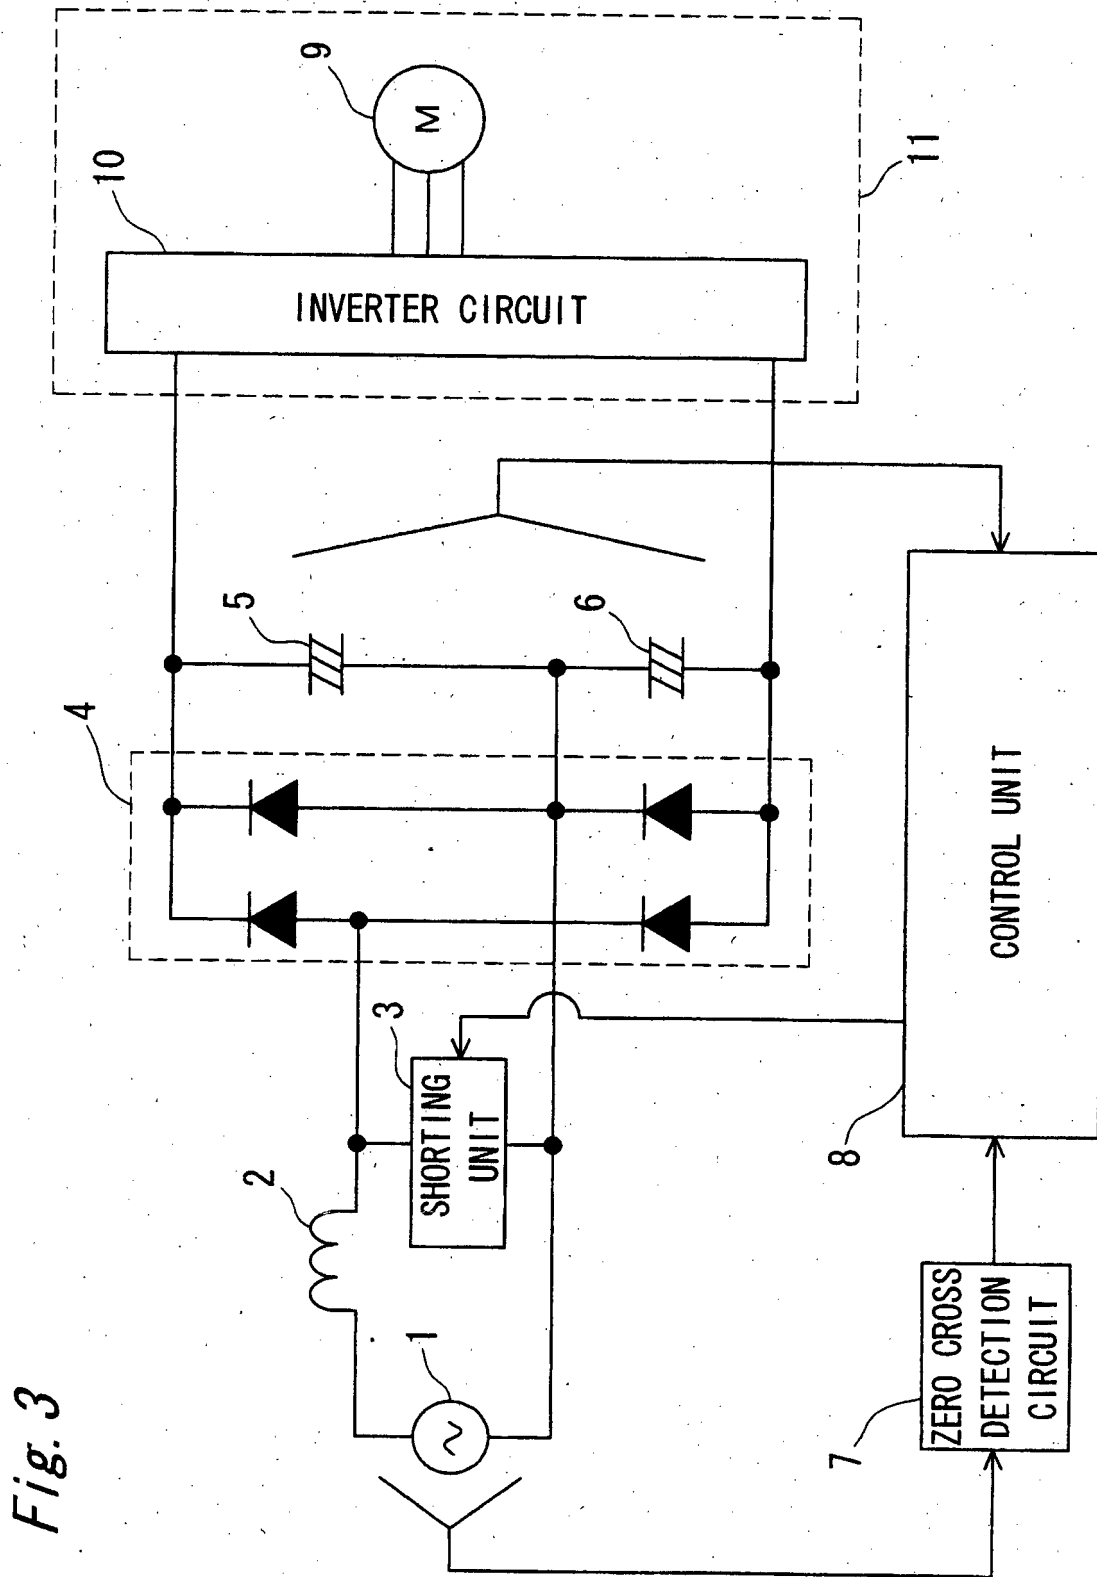 Fig. 3
1
2
3
SHORTING
UNIT
4
5
6
7
ZERO CROSS
DETECTION
CIRCUIT
8
CONTROL UNIT
9
M
10
INVERTER CIRCUIT
11